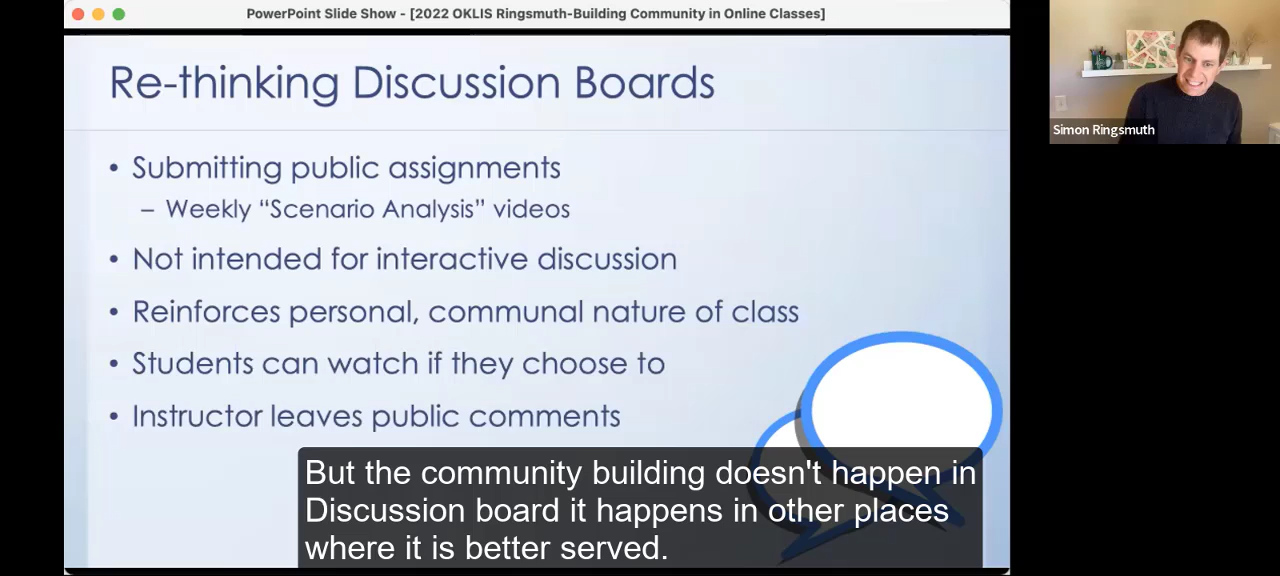 PowerPoint Slide Show - [2022 OKLIS Ringsmuth-Building Community in Online Classes]
Re-thinking Discussion Boards
• Submitting public assignments
– Weekly “Scenario Analysis” videos
• Not intended for interactive discussion
• Reinforces personal, communal nature of class
• Students can watch if they choose to
• Instructor leaves public comments
But the community building doesn't happen in
Discussion board it happens in other places
where it is better served.
Simon Ringsmuth